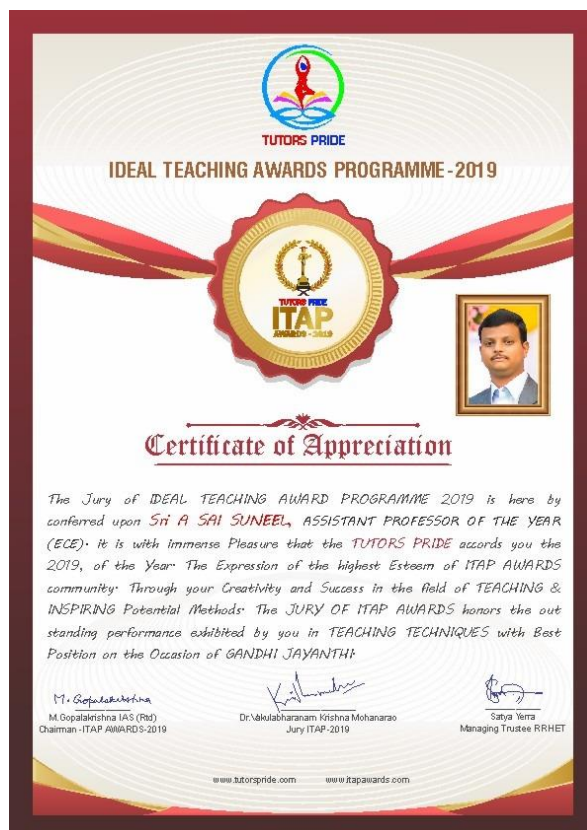 TUTORS PRIDE
IDEAL TEACHING AWARDS PROGRAMME-2019
TUTORS PRIDE
ITAP
AWARDS - 2019
Certificate of Appreciation
The Jury of IDEAL TEACHING AWARD PROGRAMME 2019 is here by
conferred upon Sri A SAI SUNEEL, ASSISTANT PROFESSOR OF THE YEAR
(ECE). it is with immense Pleasure that the TUTORS PRIDE accords you the
2019, of the Year. The Expression of the highest Esteem of ITAP AWARDS
community. Through your Creativity and Success in the field of TEACHING &
INSPIRING Potential Methods. The JURY OF ITAP AWARDS honors the out
standing performance exhibited by you in TEACHING TECHNIQUES with Best
Position on the Occasion of GANDHI JAYANTHI.
M. Gopalakrishna
M.Gopalakrishna IAS (Rtd)
Chairman -ITAP AWARDS-2019
Dr.Vakulabharanam Krishna Mohanarao
Jury ITAP-2019
Satya Yerra
Managing Trustee RRHET
www.tutorspride.com www.itapawards.com